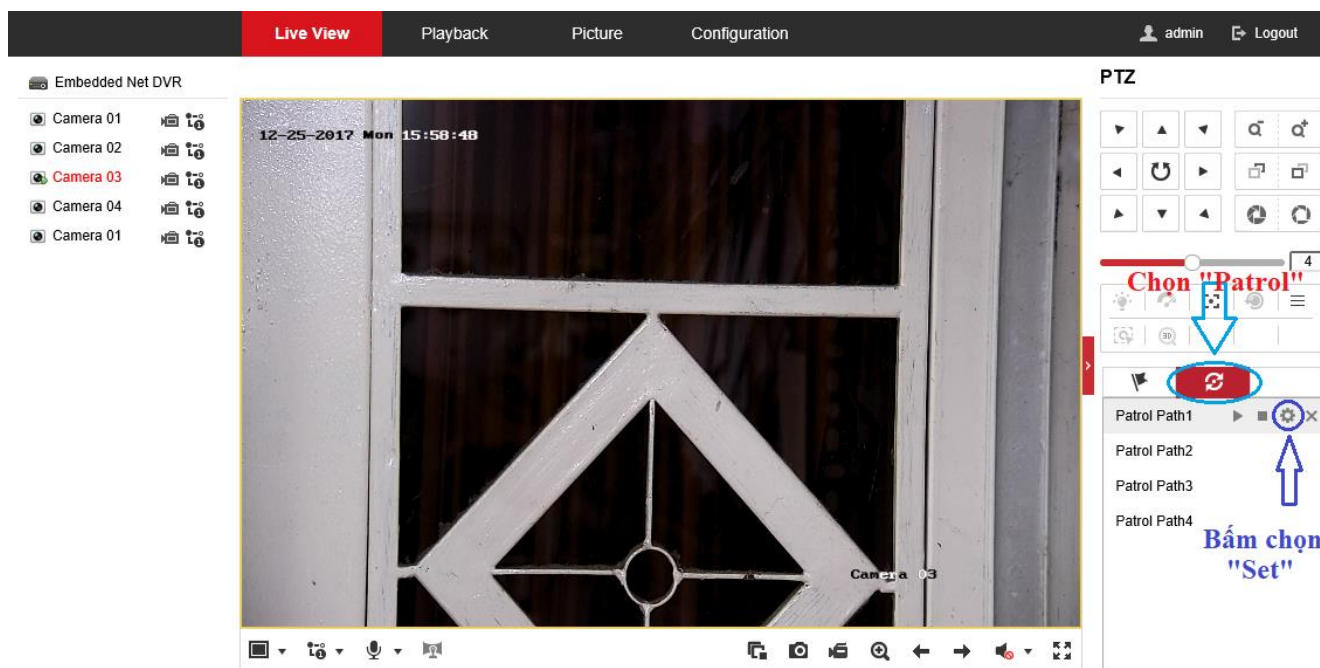 Live View Playback Picture Configuration admin Logout
Embedded Net DVR
Camera 01
Camera 02
Camera 03
Camera 04
Camera 01
12-25-2017 Mon 15:58:48
Camera 03
PTZ
4
Chọn "Patrol"
3D
Patrol Path1
Patrol Path2
Patrol Path3
Patrol Path4
Bấm chọn
"Set"